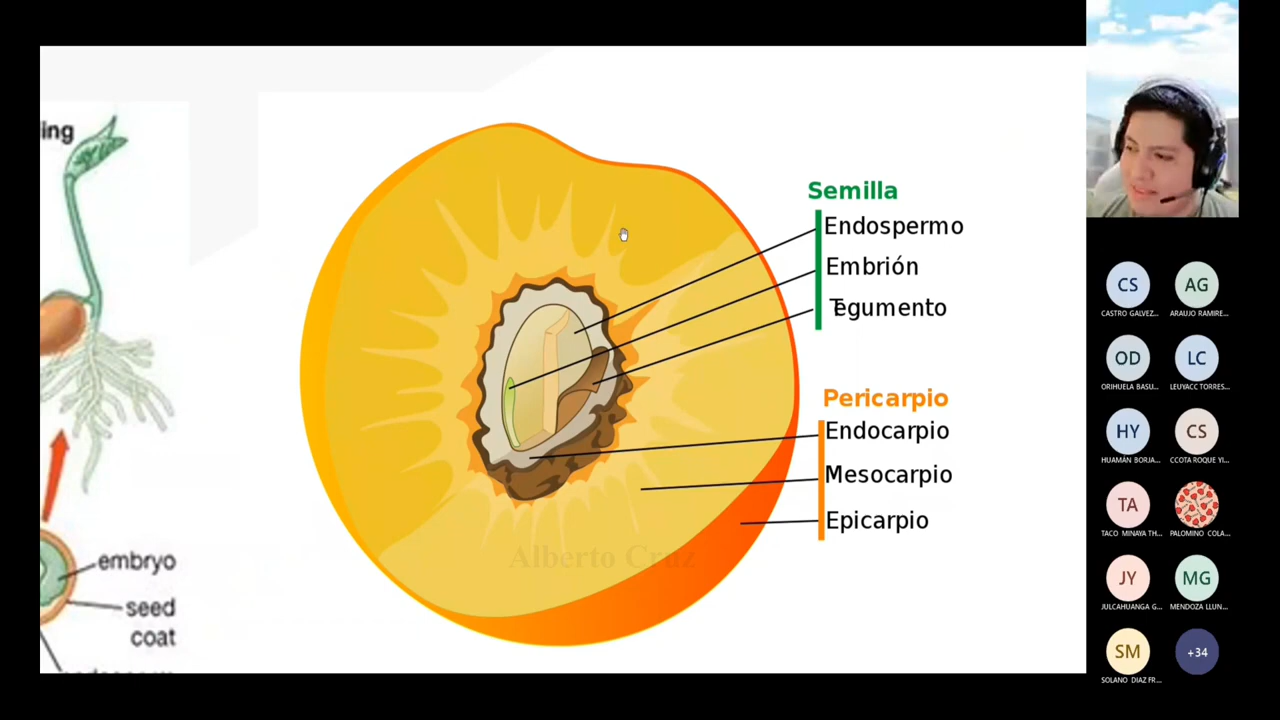 ing
embryo
seed
coat
Semilla
Endospermo
Embrión
Tegumento
Pericarpio
Endocarpio
Mesocarpio
Epicarpio
Alberto Cruz
CS
CASTRO GALVEZ...
AG
ARAUJO RAMIRE...
OD
ORIHUELA BASU...
LC
LEUYACC TORRES...
HY
HUAMÁN BORJA...
CS
CCOTA ROQUE YI...
TA
TACO MINAYA TH...
PALOMINO COLA...
JY
JULCAHUANGA G...
MG
MENDOZA LLUN...
SM
SOLANO DIAZ FR...
+34